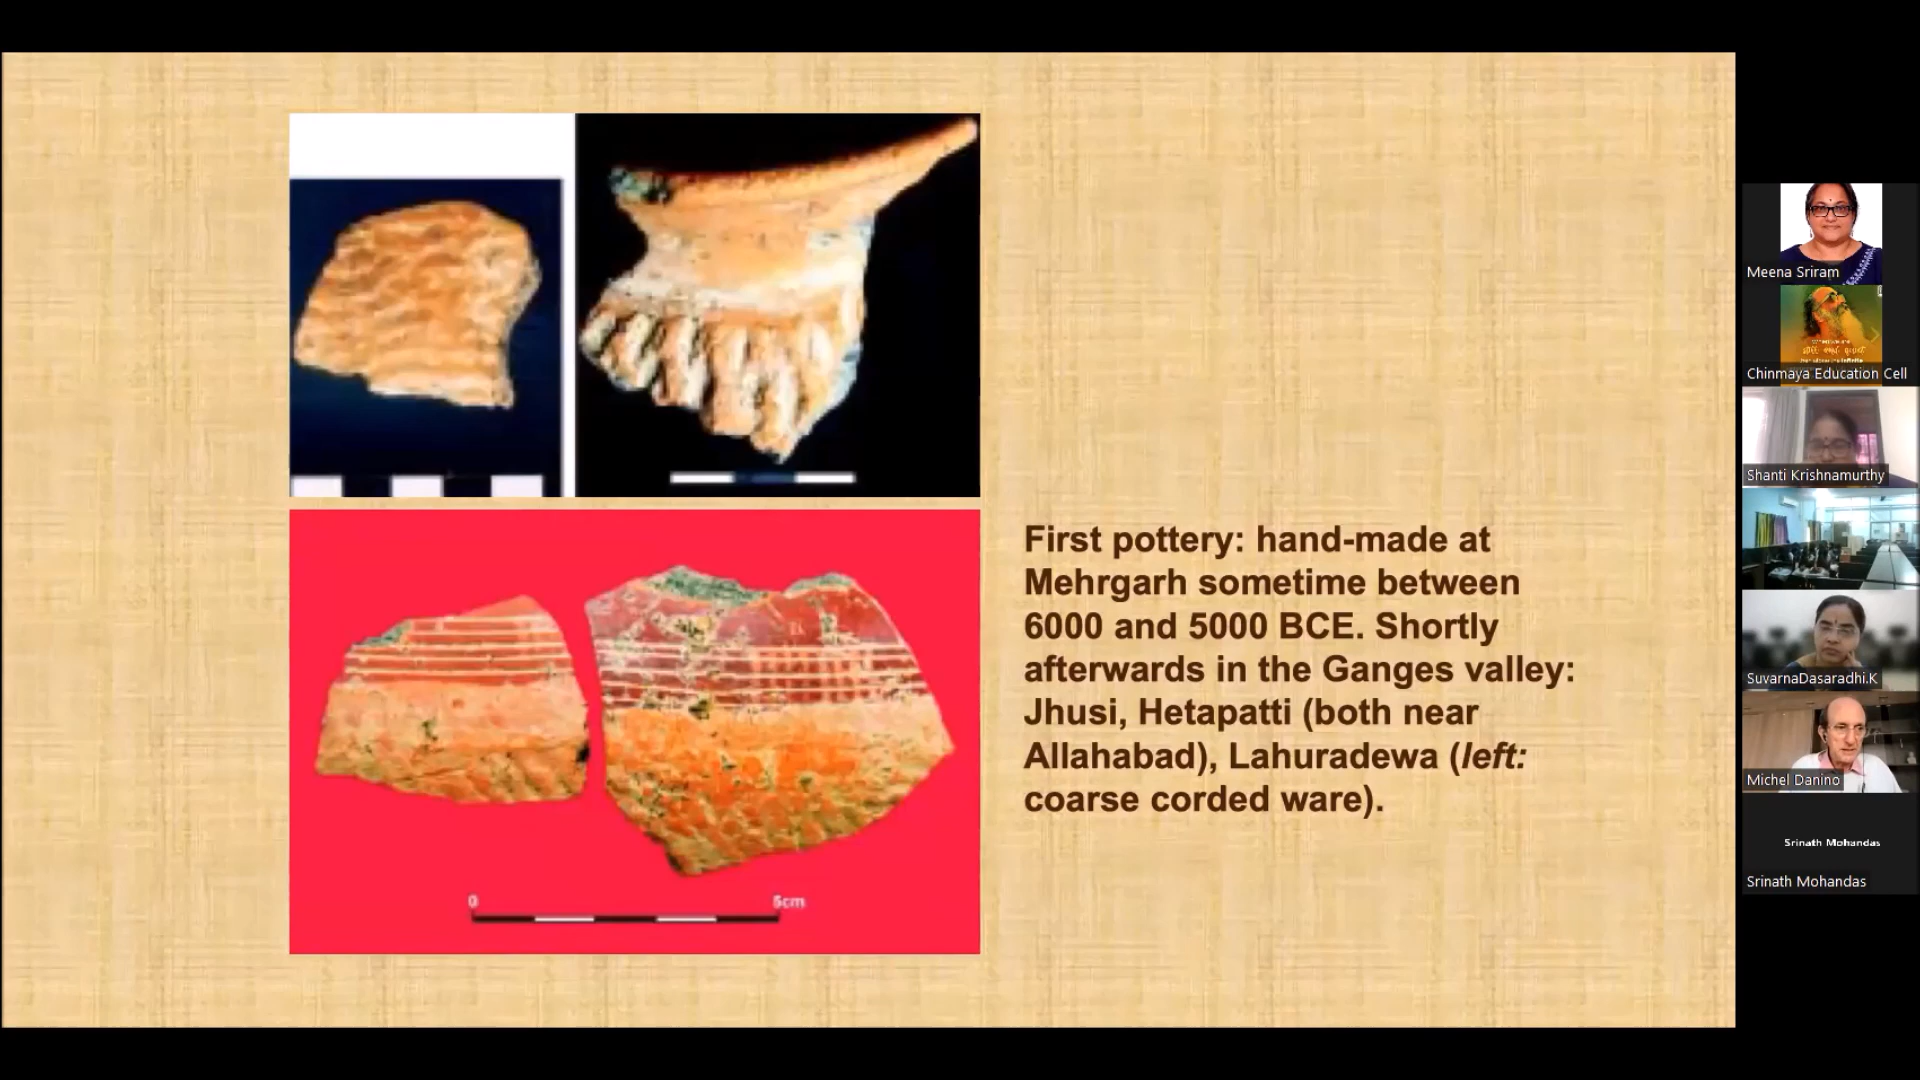 First pottery: hand-made at
Mehrgarh sometime between
6000 and 5000 BCE. Shortly
afterwards in the Ganges valley:
Jhusi, Hetapatti (both near
Allahabad), Lahuradewa (left:
coarse corded ware).
0 5cm
Meena Sriram
Chinmaya Education Cell
Shanti Krishnamurthy
SuvarnaDasaradhi.K
Michel Danino
Srinath Mohandas
Srinath Mohandas